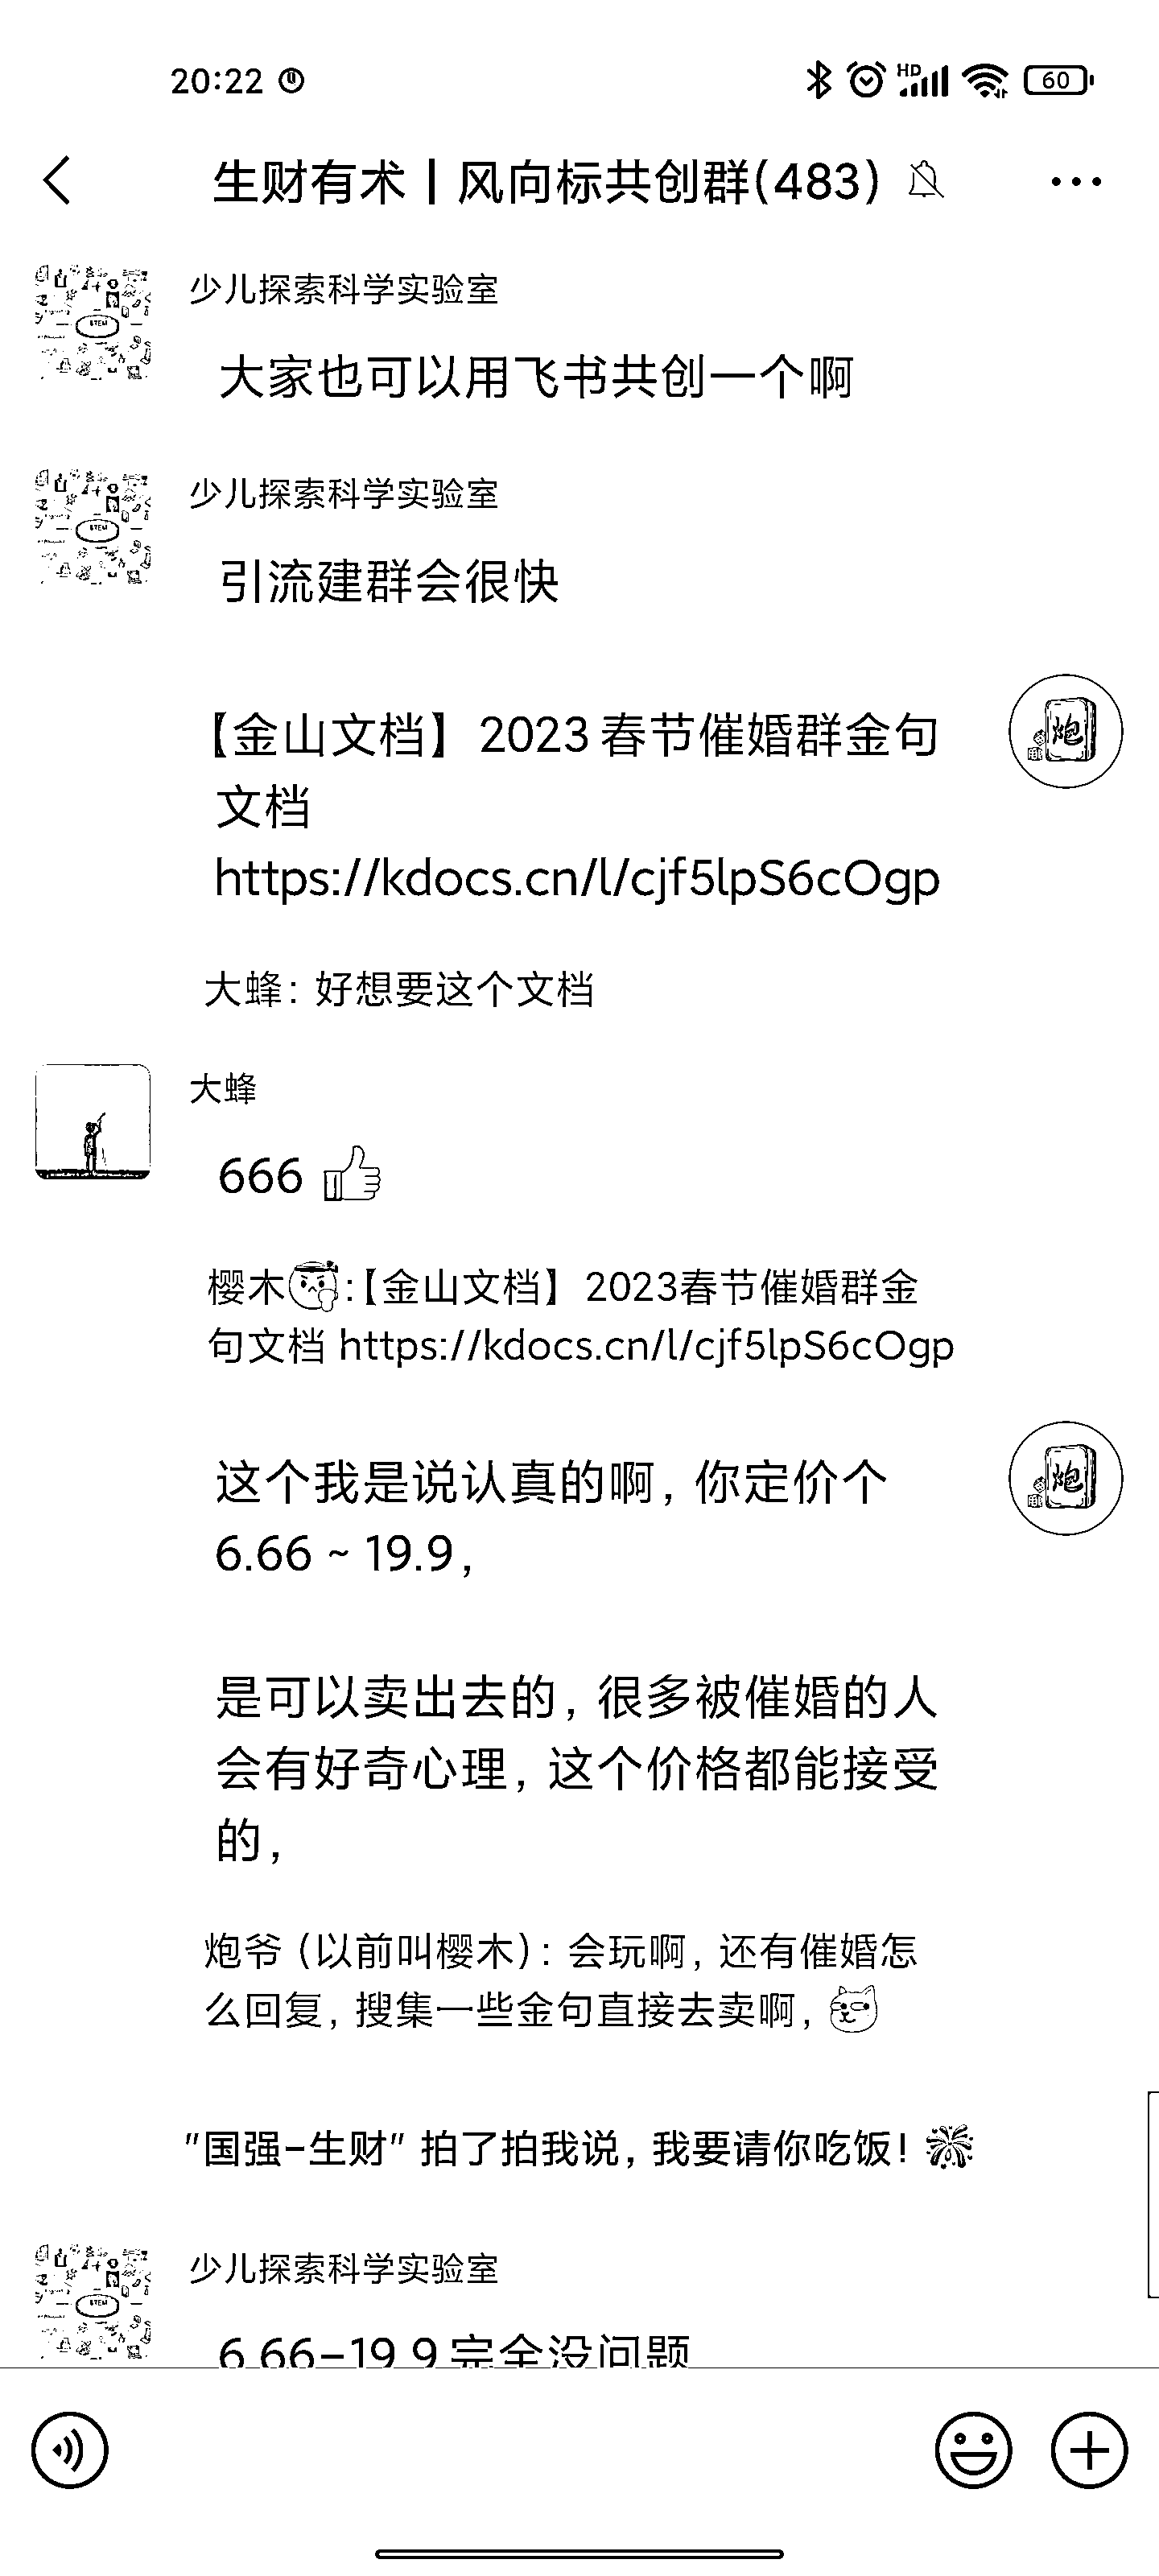 20:22
HD
60
生财有术 | 风向标共创群(483)
少儿探索科学实验室
STEM
大家也可以用飞书共创一个啊
少儿探索科学实验室
STEM
引流建群会很快
【金山文档】 2023 春节催婚群金句
文档
https://kdocs.cn/l/cjf5lpS6cOgp
炮
大蜂：好想要这个文档
大蜂
666 👍
樱木:【金山文档】 2023春节催婚群金
句文档 https://kdocs.cn/l/cjf5lpS6cOgp
这个我是说认真的啊，你定价个
6.66 ~ 19.9，
炮
是可以卖出去的，很多被催婚的人
会有好奇心理，这个价格都能接受
的，
炮爷（以前叫樱木）：会玩啊，还有催婚怎
么回复，搜集一些金句直接去卖啊，
"国强-生财" 拍了拍我说，我要请你吃饭！
少儿探索科学实验室
STEM
6.66-19.9完全没问题